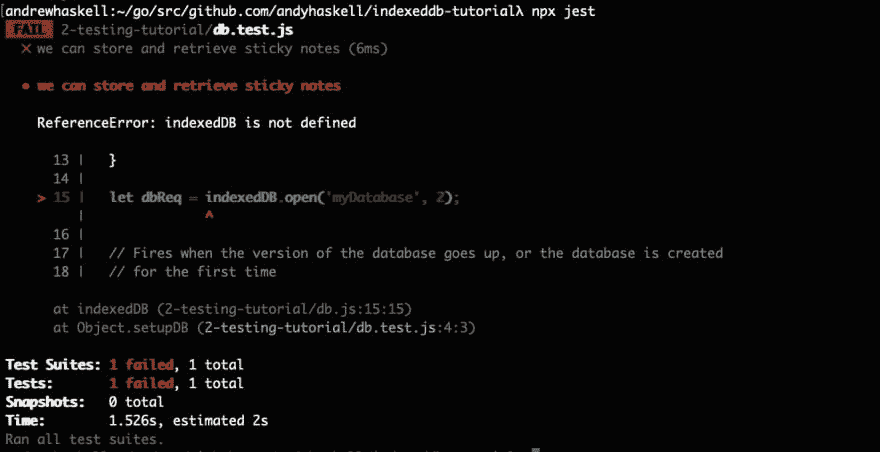 [andrewhaskell:~/go/src/github.com/andyhaskell/indexeddb-tutorialλ npx jest
FAIL 2-testing-tutorial/db.test.js
✕ we can store and retrieve sticky notes (6ms)
● we can store and retrieve sticky notes
ReferenceError: indexedDB is not defined
13 | }
14 |
> 15 | let dbReq = indexedDB.open('myDatabase', 2);
| ^
16 |
17 | // Fires when the version of the database goes up, or the database is created
18 | // for the first time
at indexedDB (2-testing-tutorial/db.js:15:15)
at Object.setupDB (2-testing-tutorial/db.test.js:4:3)
Test Suites: 1 failed, 1 total
Tests: 1 failed, 1 total
Snapshots: 0 total
Time: 1.526s, estimated 2s
Ran all test suites.